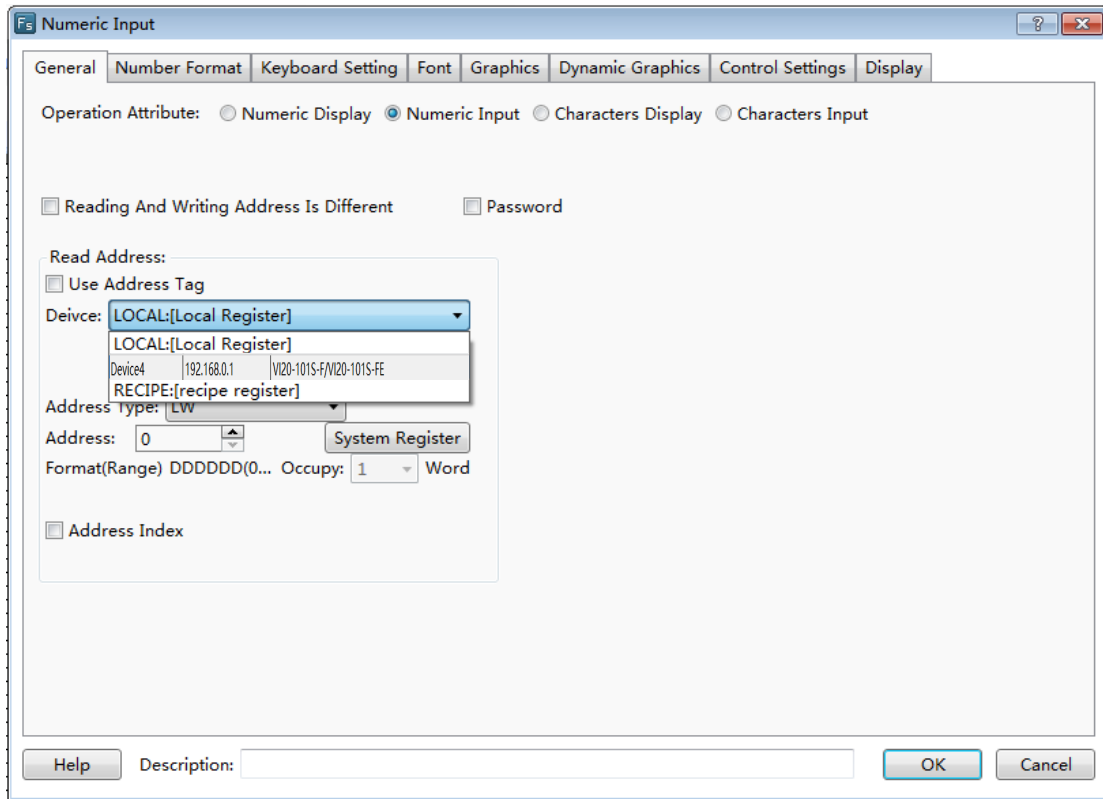 Fs Numeric Input
General Number Format Keyboard Setting Font Graphics Dynamic Graphics Control Settings Display
Operation Attribute: Numeric Display Numeric Input Characters Display Characters Input
Reading And Writing Address Is Different Password
Read Address:
Use Address Tag
Deivce: LOCAL:[Local Register]
LOCAL:[Local Register]
Device4 192.168.0.1 VI20-101S-F/VI20-101S-FE
RECIPE:[recipe register]
Address Type: LW
Address: 0 System Register
Format(Range) DDDDDD(0... Occupy: 1 Word
Address Index
Help Description: OK Cancel